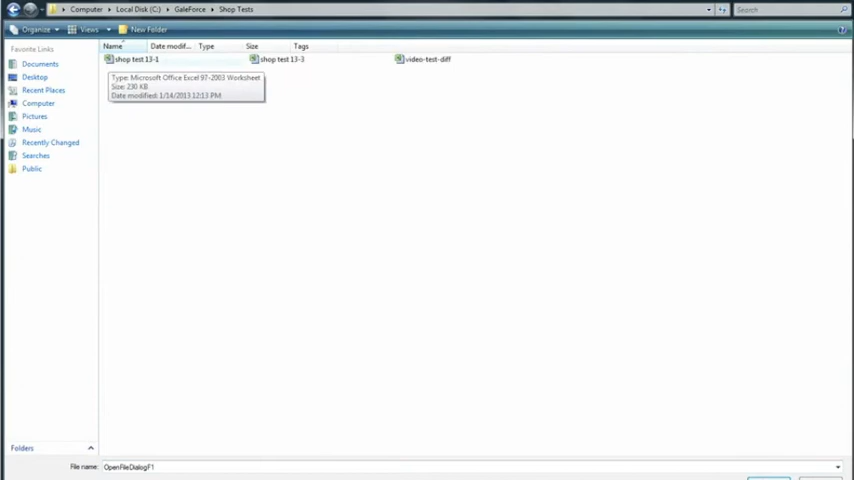 Computer Local Disk (C:) GaleForce Shop Tests Search
Organize Views New Folder
Favorite Links
Documents
Desktop
Recent Places
Computer
Pictures
Music
Recently Changed
Searches
Public
Folders
Name Date modif... Type Size Tags
shop test 13-1 shop test 13-3 video-test-diff
Type: Microsoft Office Excel 97-2003 Worksheet
Size: 230 KB
Date modified: 1/14/2013 12:13 PM
File name: OpenFileDialogF1